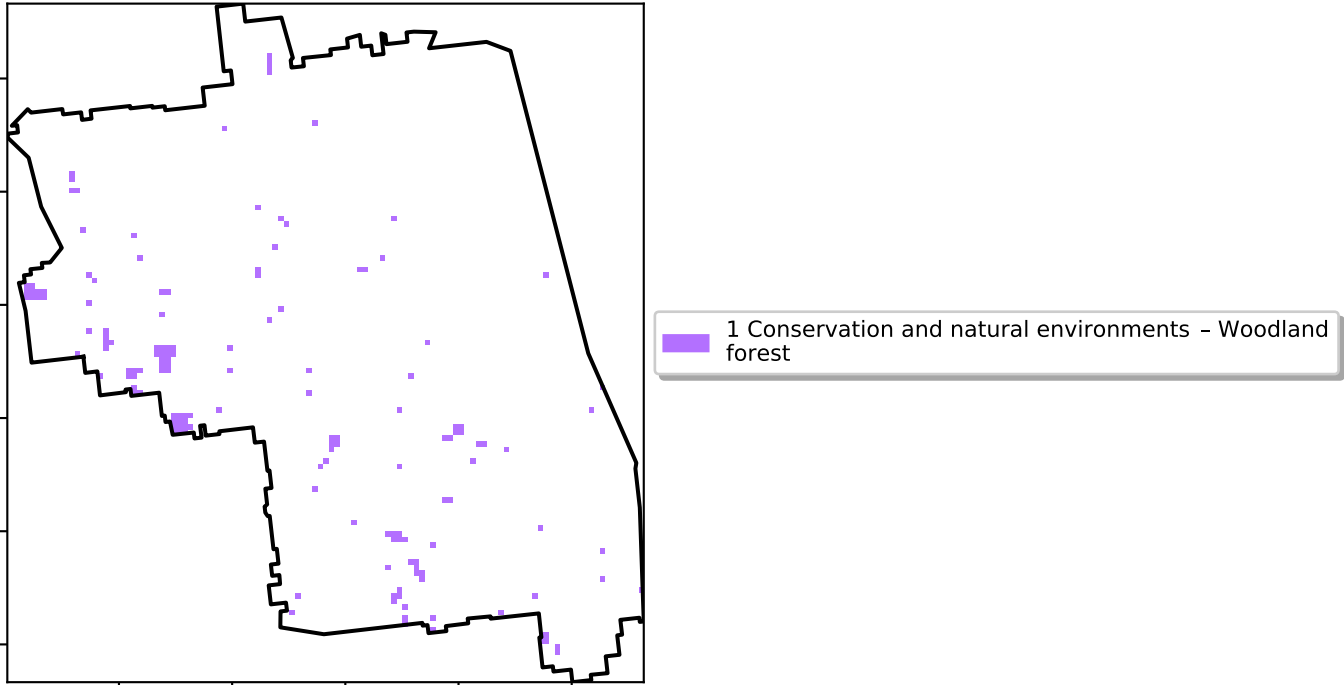 1 Conservation and natural environments – Woodland
forest